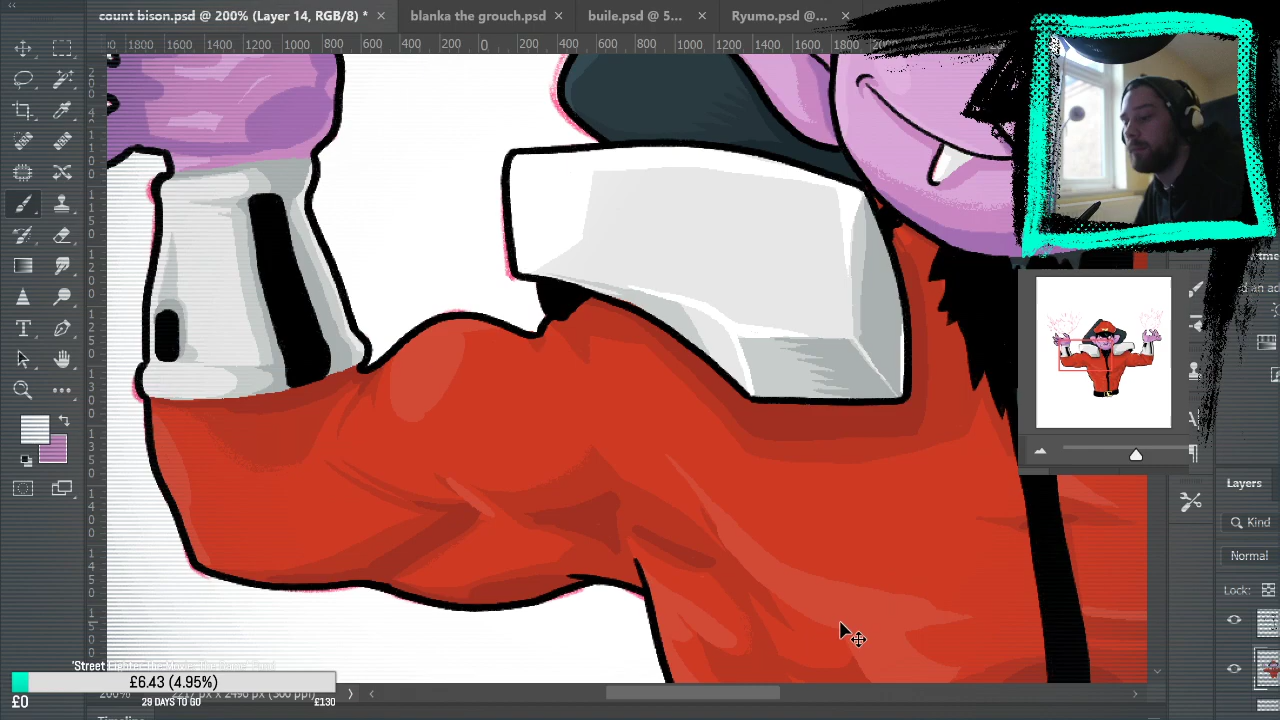 count bison.psd @ 200% (Layer 14, RGB/8) *
blanka the grouch.psd
buile.psd @ 5...
Ryumo.psd @...
1800 1600 1400 1200 1000 800 600 400 200 0 200 400 600 800 1000 1200 1400 1600 1800
Layers
Kind
Normal
Lock:
£6.43 (4.95%)
£0
29 DAYS TO GO
£130